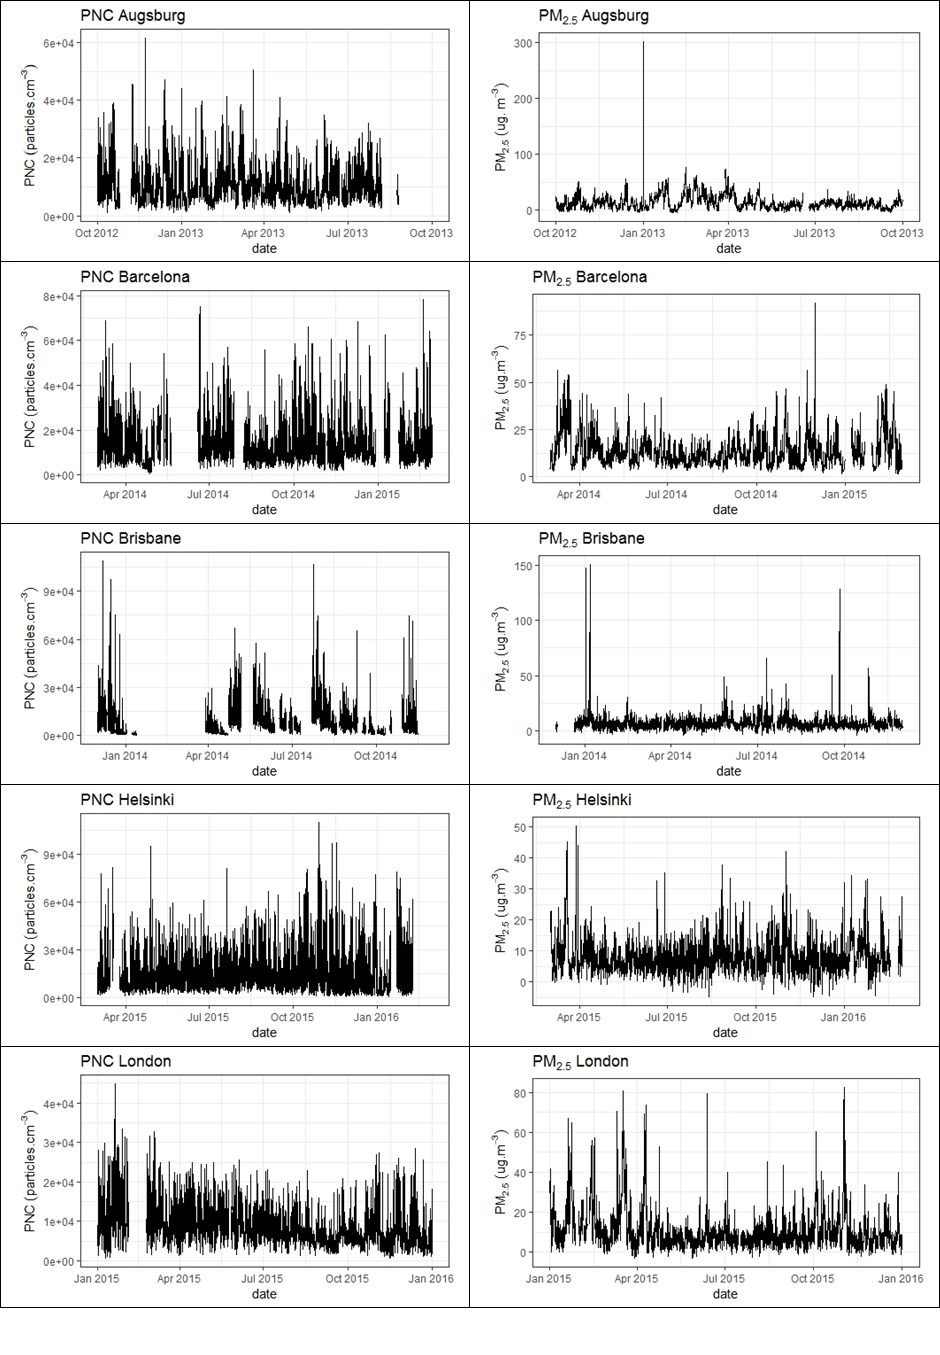 PNC Augsburg
6e+04
4e+04
2e+04
0e+00
PNC (particles.cm⁻³)
Oct 2012 Jan 2013 Apr 2013 Jul 2013 Oct 2013
date
PM₂.₅ Augsburg
300
200
100
0
PM₂.₅ (ug. m⁻³)
Oct 2012 Jan 2013 Apr 2013 Jul 2013 Oct 2013
date
PNC Barcelona
8e+04
6e+04
4e+04
2e+04
0e+00
PNC (particles.cm⁻³)
Apr 2014 Jul 2014 Oct 2014 Jan 2015
date
PM₂.₅ Barcelona
75
50
25
0
PM₂.₅ (ug.m⁻³)
Apr 2014 Jul 2014 Oct 2014 Jan 2015
date
PNC Brisbane
9e+04
6e+04
3e+04
0e+00
PNC (particles.cm⁻³)
Jan 2014 Apr 2014 Jul 2014 Oct 2014
date
PM₂.₅ Brisbane
150
100
50
0
PM₂.₅ (ug.m⁻³)
Jan 2014 Apr 2014 Jul 2014 Oct 2014
date
PNC Helsinki
9e+04
6e+04
3e+04
0e+00
PNC (particles.cm⁻³)
Apr 2015 Jul 2015 Oct 2015 Jan 2016
date
PM₂.₅ Helsinki
50
40
30
20
10
0
PM₂.₅ (ug.m⁻³)
Apr 2015 Jul 2015 Oct 2015 Jan 2016
date
PNC London
4e+04
3e+04
2e+04
1e+04
0e+00
PNC (particles.cm⁻³)
Jan 2015 Apr 2015 Jul 2015 Oct 2015 Jan 2016
date
PM₂.₅ London
80
60
40
20
0
PM₂.₅ (ug.m⁻³)
Jan 2015 Apr 2015 Jul 2015 Oct 2015 Jan 2016
date